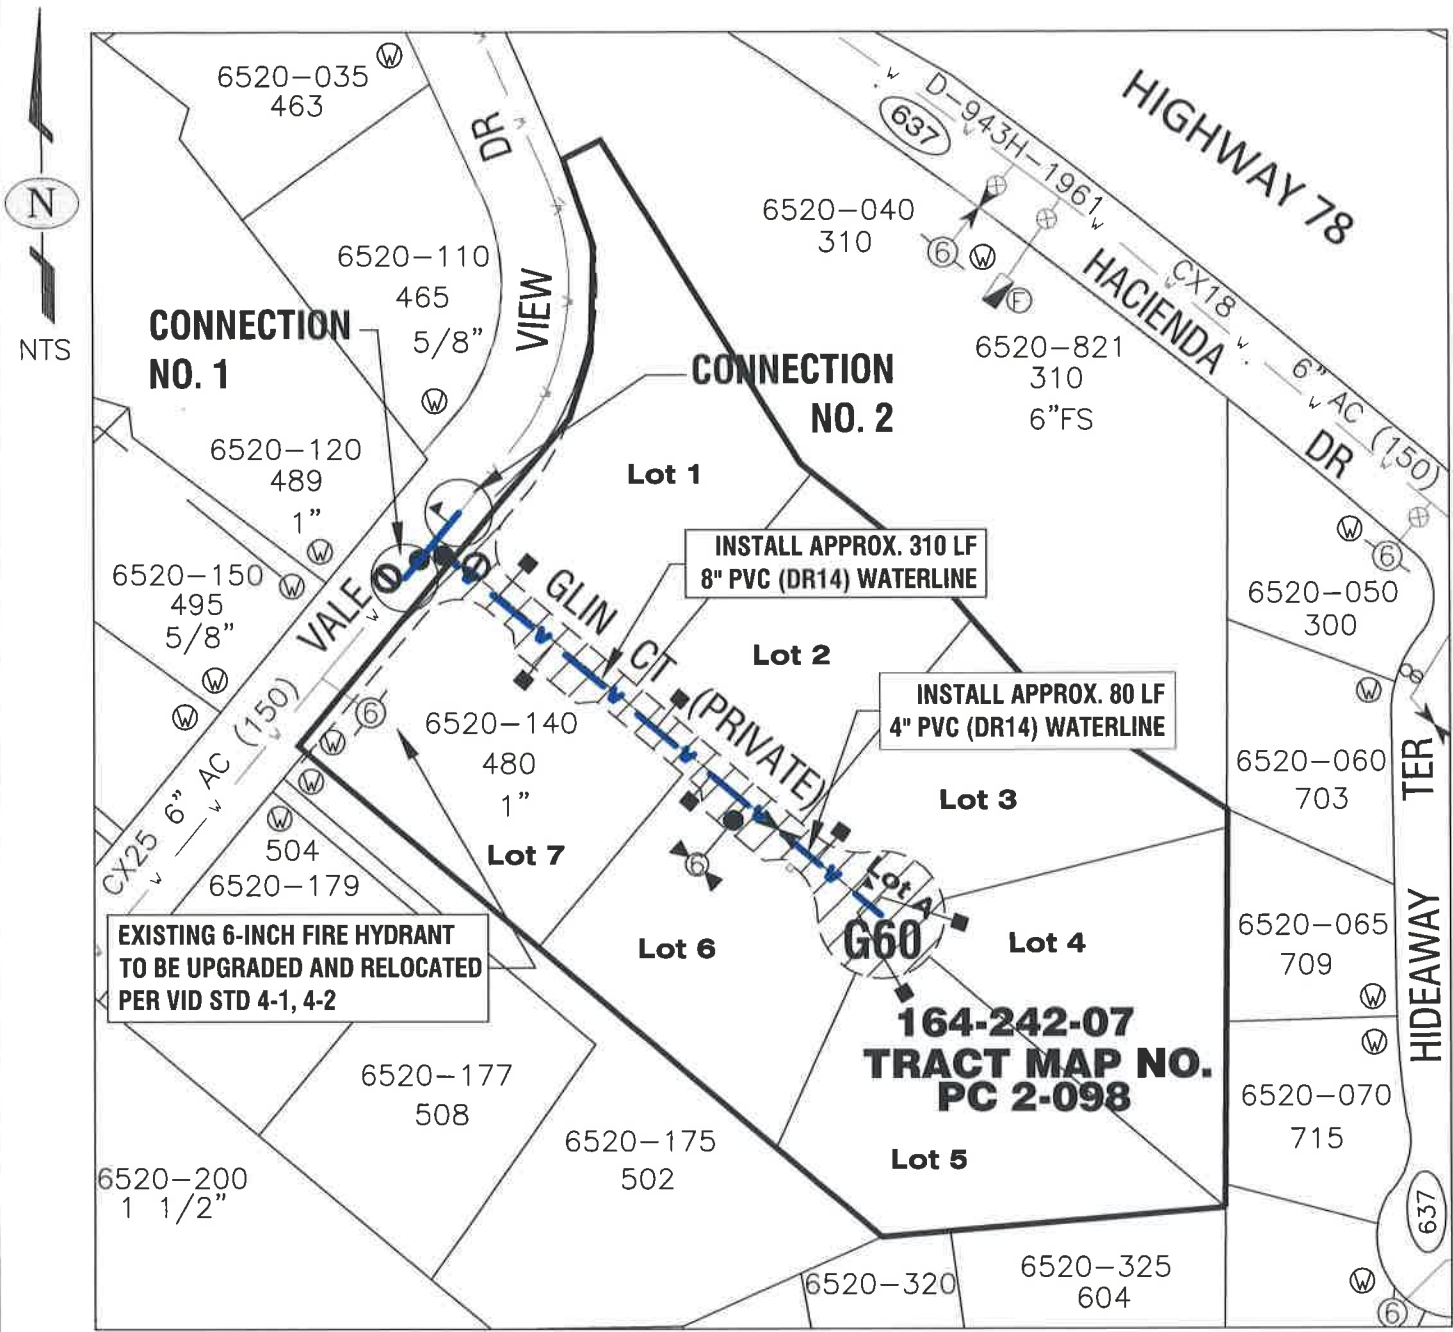 6520-035
463
W
N
NTS
DR
VIEW
6520-110
465
5/8"
W
CONNECTION
NO. 1
CONNECTION
NO. 2
637
D-943H-1961
HIGHWAY 78
6520-040
310
6
W
F
6520-821
310
6"FS
HACIENDA
DR
CX18
6" AC (150)
6520-120
489
1"
W
W
6520-150
495
5/8"
W
W
VALE
CX25 6" AC (150)
Lot 1
INSTALL APPROX. 310 LF
8" PVC (DR14) WATERLINE
GLIN CT (PRIVATE)
Lot 2
INSTALL APPROX. 80 LF
4" PVC (DR14) WATERLINE
W
6
6520-050
300
W
6520-060
703
6
W
W
W
6520-140
480
1"
Lot 7
504
6520-179
Lot 3
6
Lot A
G60
Lot 6
Lot 4
6520-065
709
W
W
HIDEAWAY TER
EXISTING 6-INCH FIRE HYDRANT
TO BE UPGRADED AND RELOCATED
PER VID STD 4-1, 4-2
164-242-07
TRACT MAP NO.
PC 2-098
6520-177
508
6520-175
502
6520-070
715
Lot 5
6520-200
1 1/2"
637
6520-320
6520-325
604
W
6